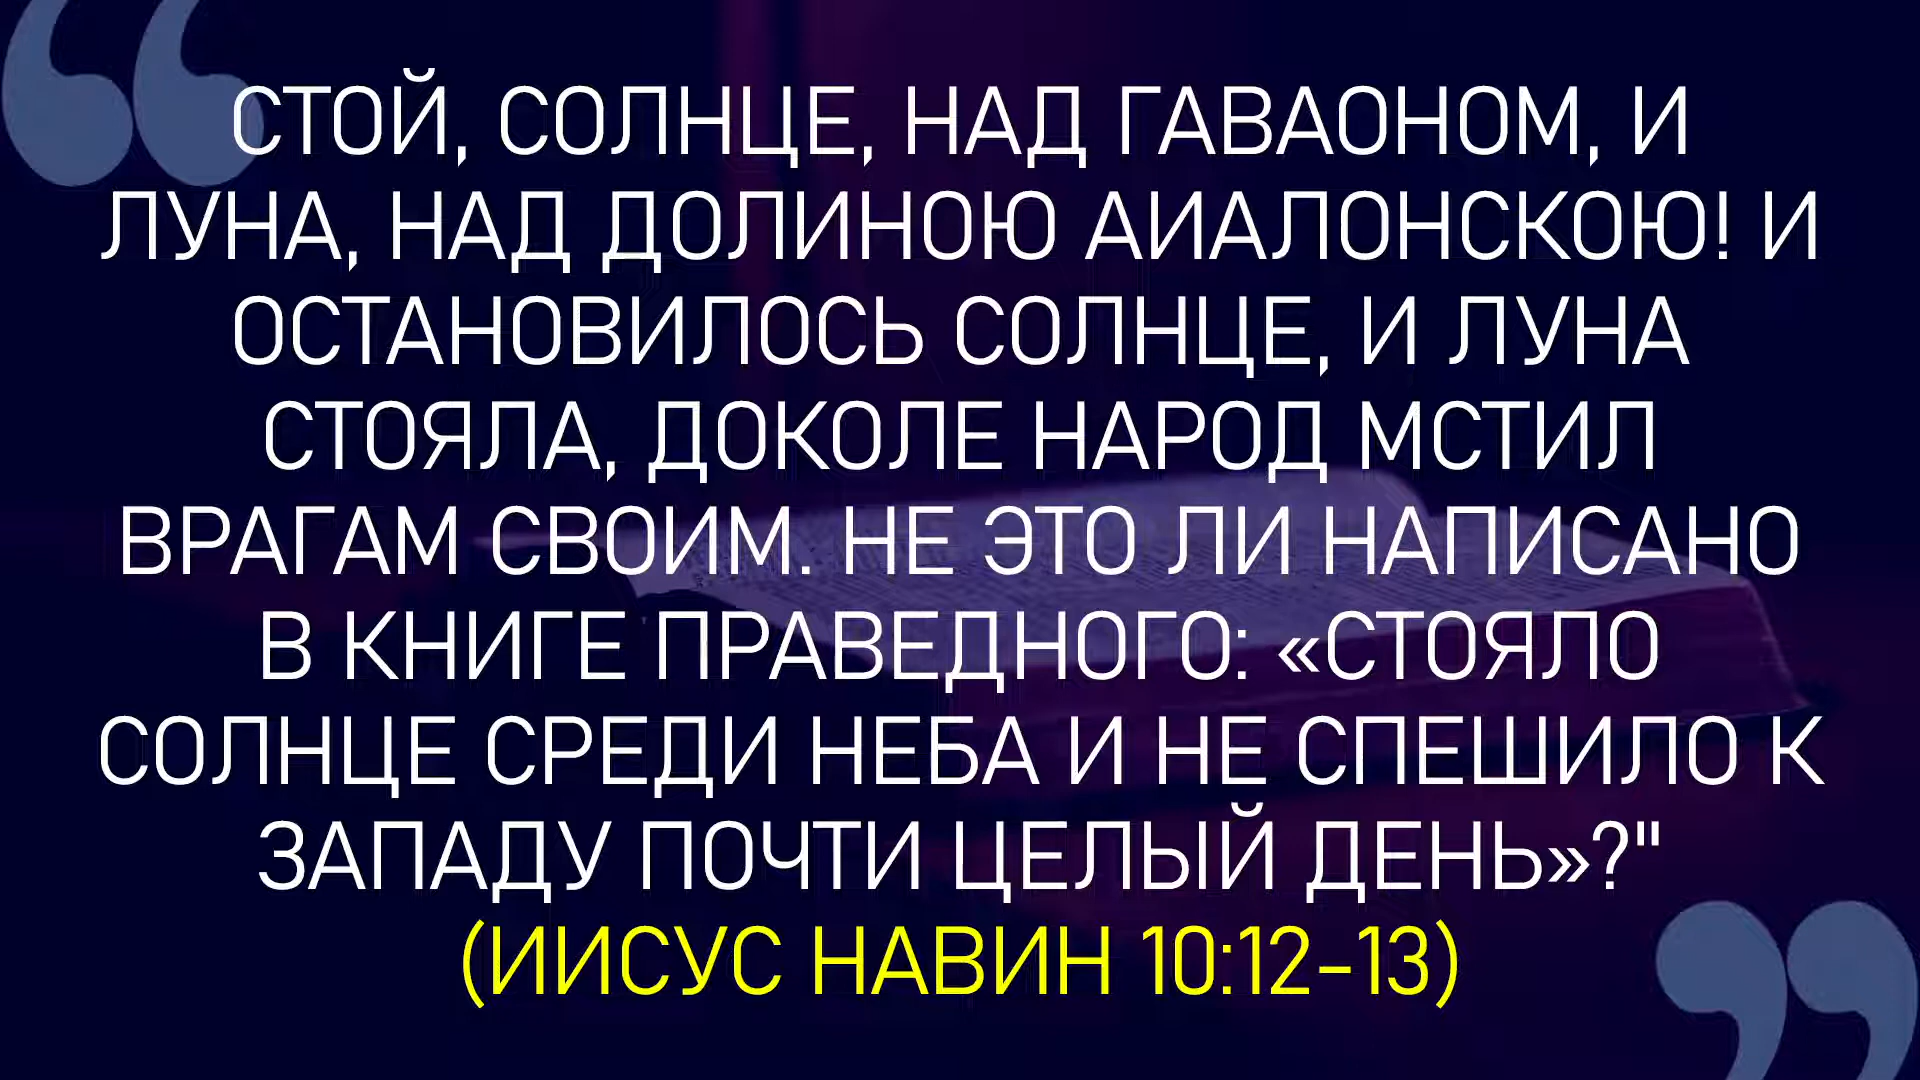 СТОЙ, СОЛНЦЕ, НАД ГАВАОНОМ, И
ЛУНА, НАД ДОЛИНОЮ АИАЛОНСКОЮ! И
ОСТАНОВИЛОСЬ СОЛНЦЕ, И ЛУНА
СТОЯЛА, ДОКОЛЕ НАРОД МСТИЛ
ВРАГАМ СВОИМ. НЕ ЭТО ЛИ НАПИСАНО
В КНИГЕ ПРАВЕДНОГО: «СТОЯЛО
СОЛНЦЕ СРЕДИ НЕБА И НЕ СПЕШИЛО К
ЗАПАДУ ПОЧТИ ЦЕЛЫЙ ДЕНЬ»?"
(ИИСУС НАВИН 10:12-13)